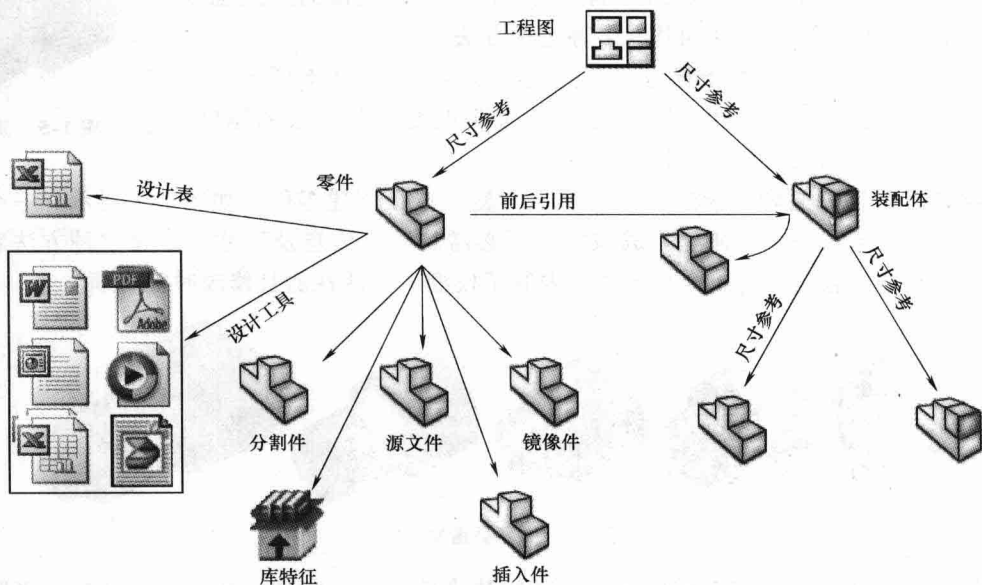 工程图
尺寸参考
尺寸参考
零件
设计表
前后引用
装配体
PDF
Adobe
设计工具
尺寸参考
尺寸参考
分割件
源文件
镜像件
库特征
插入件